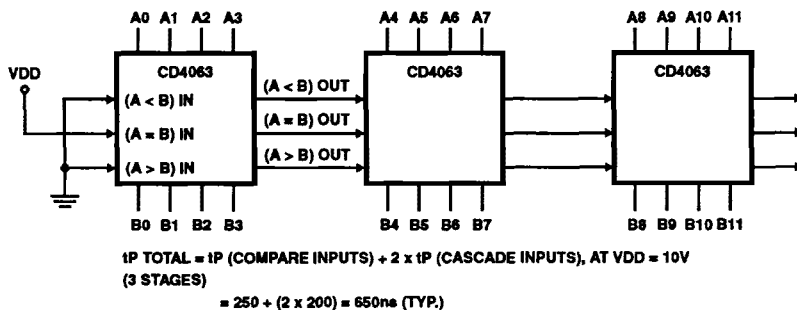 A0 A1 A2 A3 A4 A5 A6 A7 A8 A9 A10 A11
VDD
CD4063 CD4063 CD4063
(A < B) IN (A < B) OUT
(A = B) IN (A = B) OUT
(A > B) IN (A > B) OUT
B0 B1 B2 B3 B4 B5 B6 B7 B8 B9 B10 B11
tP TOTAL = tP (COMPARE INPUTS) + 2 x tP (CASCADE INPUTS), AT VDD = 10V
(3 STAGES)
= 250 + (2 x 200) = 650ns (TYP.)